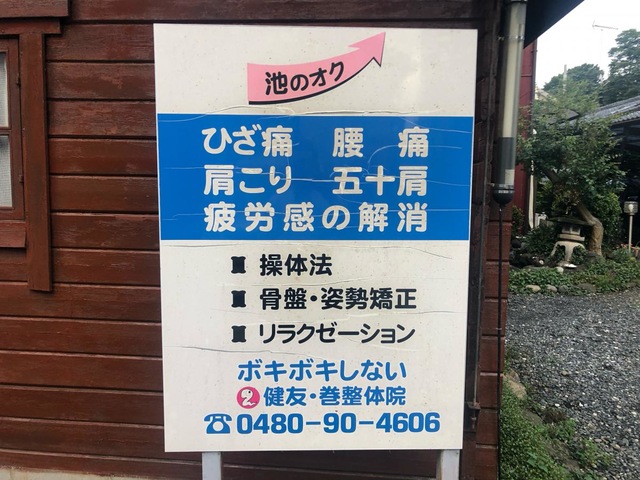 池のオク
ひざ痛 腰痛
肩こり 五十肩
疲労感の解消
操体法
骨盤・姿勢矯正
リラクゼーション
ボキボキしない
健友・巻整体院
☎0480-90-4606